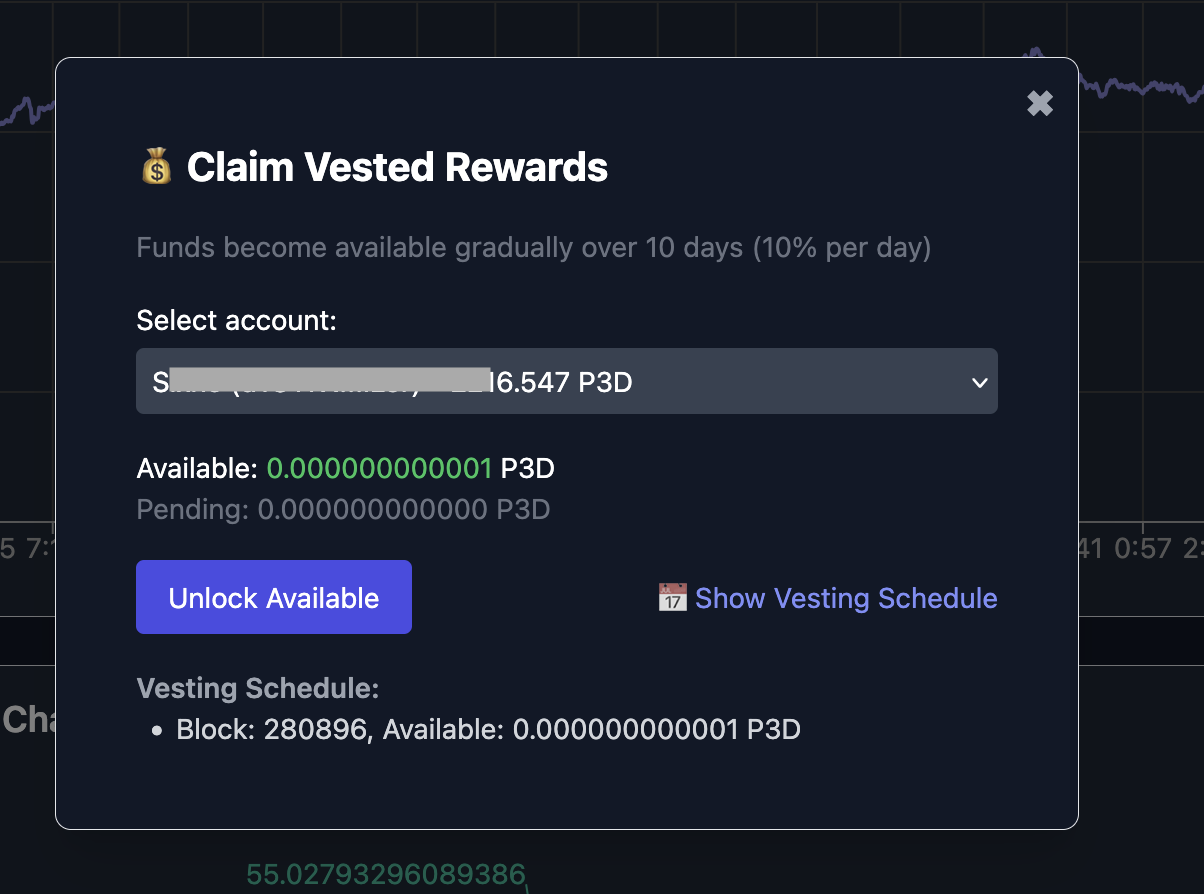 Claim Vested Rewards
Funds become available gradually over 10 days (10% per day)
Select account:
16.547 P3D
Available: 0.000000000001 P3D
Pending: 0.000000000000 P3D
Unlock Available
17 Show Vesting Schedule
Vesting Schedule:
• Block: 280896, Available: 0.000000000001 P3D
5 7:
41 0:57 2:
Cha
55.02793296089386